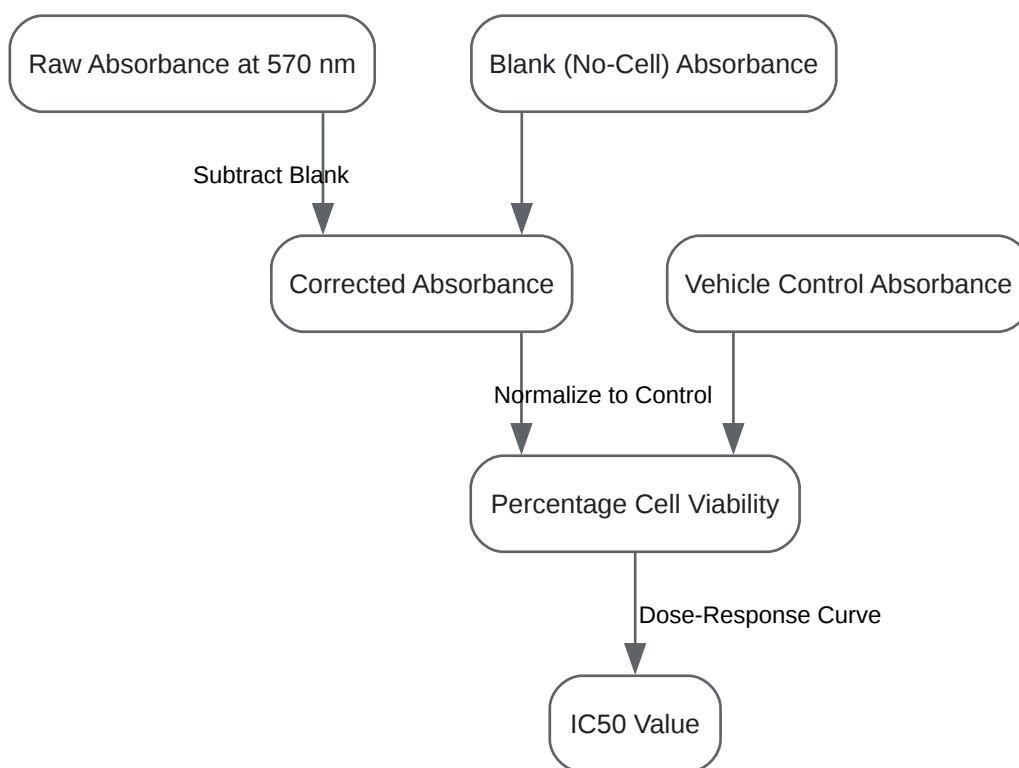 Raw Absorbance at 570 nm
Blank (No-Cell) Absorbance
Subtract Blank
Corrected Absorbance
Vehicle Control Absorbance
Normalize to Control
Percentage Cell Viability
Dose-Response Curve
IC50 Value